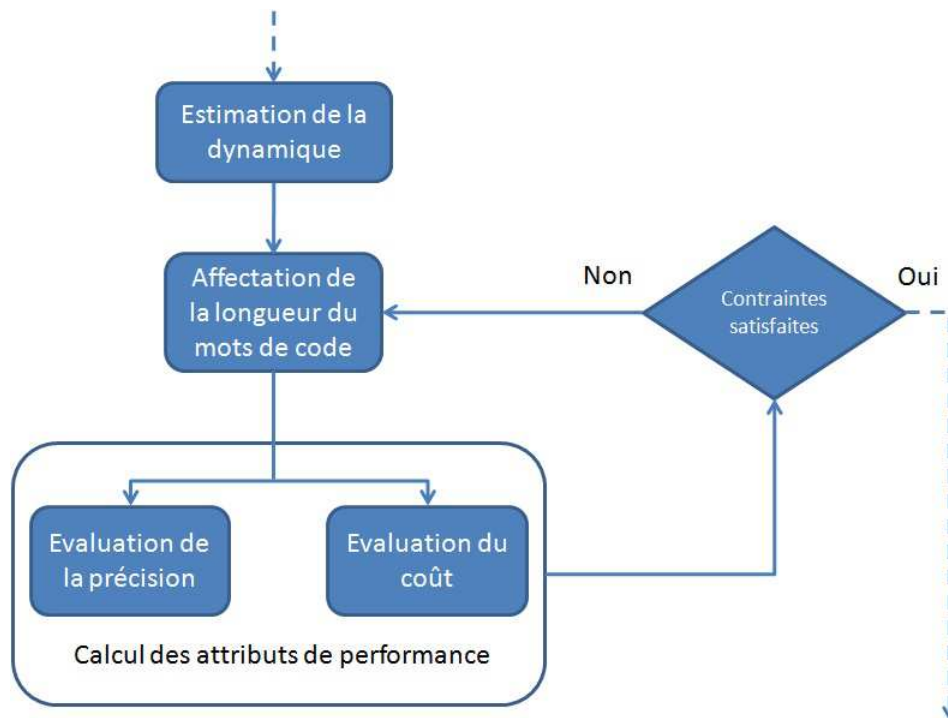 Estimation de la
dynamique
Affectation de
la longueur du
mots de code
Non
Contraintes
satisfaites
Oui
Evaluation de
la précision
Evaluation du
coût
Calcul des attributs de performance